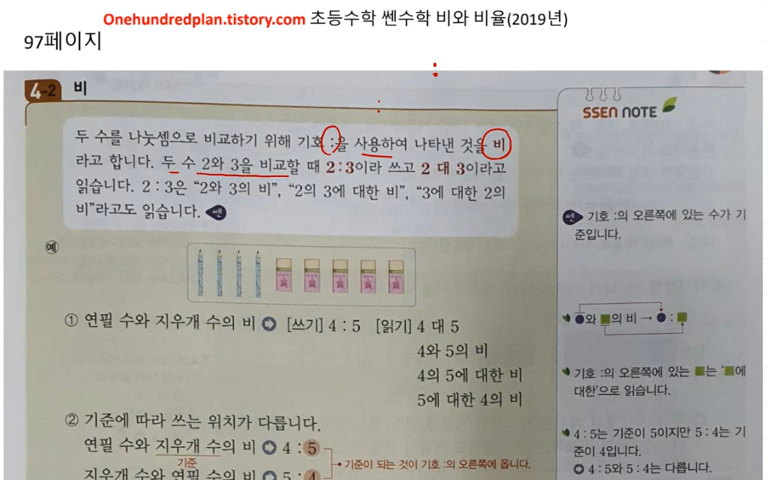 Onehundredplan.tistory.com 초등수학 쎈수학 비와 비율(2019년)
97페이지
4-2 비
SSEN NOTE
두 수를 나눗셈으로 비교하기 위해 기호 :을 사용하여 나타낸 것을 비
라고 합니다. 두 수 2와 3을 비교할 때 2 : 3이라 쓰고 2 대 3이라고
읽습니다. 2 : 3은 “2와 3의 비”, “2의 3에 대한 비”, “3에 대한 2의
비”라고도 읽습니다. 쎈
쎈 기호 :의 오른쪽에 있는 수가 기
준입니다.
예
① 연필 수와 지우개 수의 비 [쓰기] 4 : 5 [읽기] 4 대 5
4와 5의 비
4의 5에 대한 비
5에 대한 4의 비
●와 ■의 비 → ● : ■
기호 :의 오른쪽에 있는 ■는 ‘■에
대한’으로 읽습니다.
② 기준에 따라 쓰는 위치가 다릅니다.
연필 수와 지우개 수의 비 4 : 5
기준
기준이 되는 것이 기호 :의 오른쪽에 옵니다.
지우개 수와 연필 수의 비 5 : 4
4 : 5는 기준이 5이지만 5 : 4는 기
준이 4입니다.
4 : 5와 5 : 4는 다릅니다.